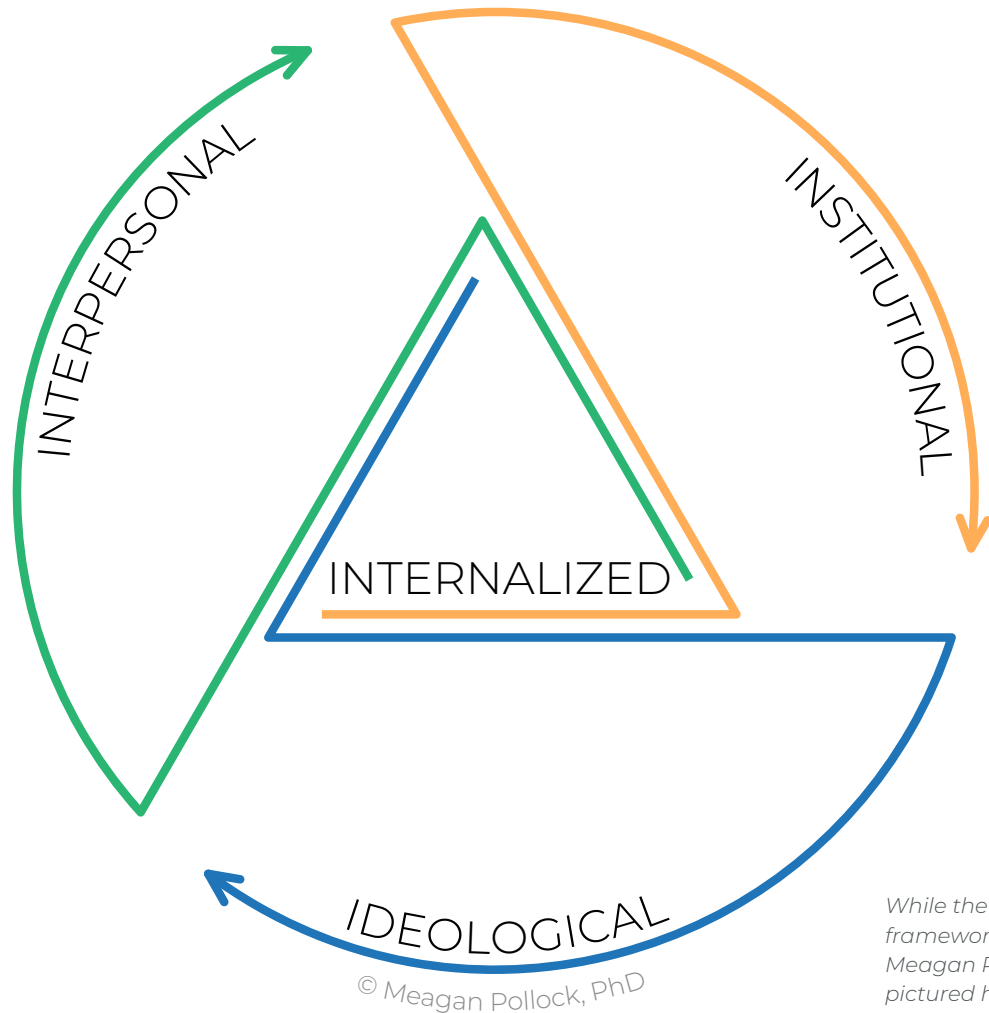 INTERPERSONAL
INSTITUTIONAL
INTERNALIZED
IDEOLOGICAL
© Meagan Pollock, PhD
While the
framewor
Meagan P
pictured h